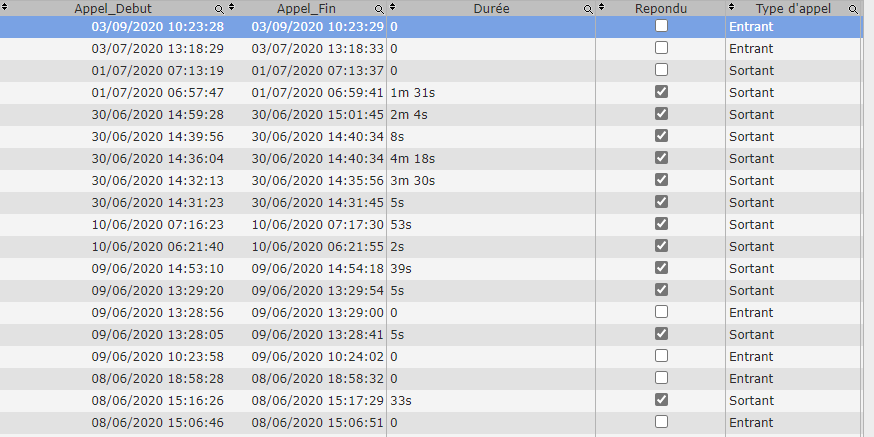 Appel_Debut Appel_Fin Durée Repondu Type d'appel
03/09/2020 10:23:28 03/09/2020 10:23:29 0 Entrant
03/07/2020 13:18:29 03/07/2020 13:18:33 0 Entrant
01/07/2020 07:13:19 01/07/2020 07:13:37 0 Sortant
01/07/2020 06:57:47 01/07/2020 06:59:41 1m 31s Sortant
30/06/2020 14:59:28 30/06/2020 15:01:45 2m 4s Sortant
30/06/2020 14:39:56 30/06/2020 14:40:34 8s Sortant
30/06/2020 14:36:04 30/06/2020 14:40:34 4m 18s Sortant
30/06/2020 14:32:13 30/06/2020 14:35:56 3m 30s Sortant
30/06/2020 14:31:23 30/06/2020 14:31:45 5s Sortant
10/06/2020 07:16:23 10/06/2020 07:17:30 53s Sortant
10/06/2020 06:21:40 10/06/2020 06:21:55 2s Sortant
09/06/2020 14:53:10 09/06/2020 14:54:18 39s Sortant
09/06/2020 13:29:20 09/06/2020 13:29:54 5s Sortant
09/06/2020 13:28:56 09/06/2020 13:29:00 0 Entrant
09/06/2020 13:28:05 09/06/2020 13:28:41 5s Sortant
09/06/2020 10:23:58 09/06/2020 10:24:02 0 Entrant
08/06/2020 18:58:28 08/06/2020 18:58:32 0 Entrant
08/06/2020 15:16:26 08/06/2020 15:17:29 33s Sortant
08/06/2020 15:06:46 08/06/2020 15:06:51 0 Entrant